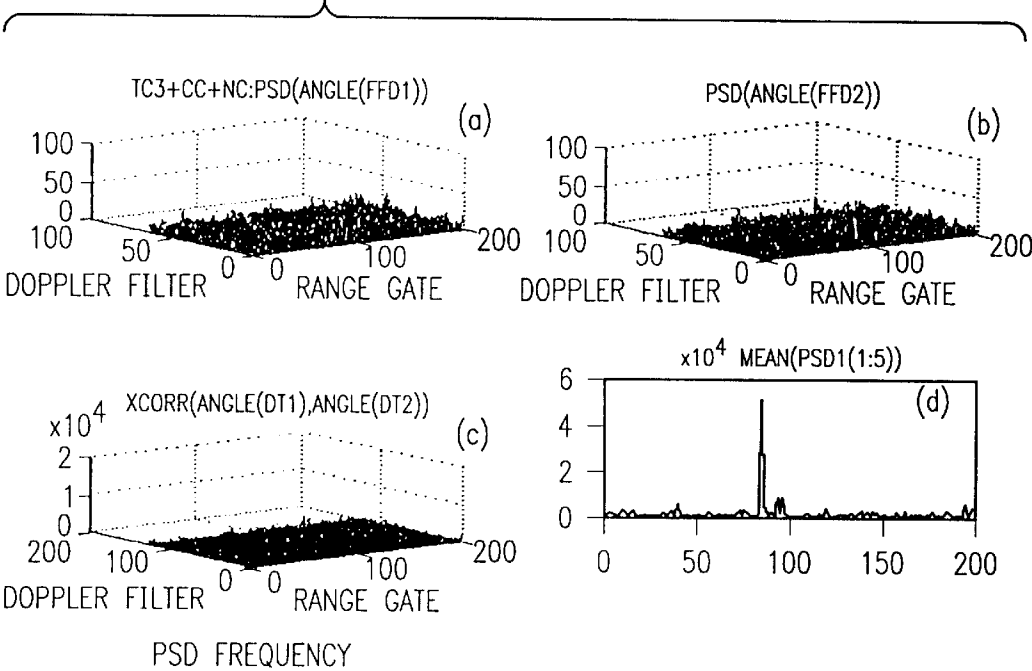 TC3+CC+NC:PSD(ANGLE(FFD1))
(a)
100
50
0
100
50
0
0
100
200
DOPPLER FILTER
RANGE GATE
PSD(ANGLE(FFD2))
(b)
100
50
0
100
50
0
0
100
200
DOPPLER FILTER
RANGE GATE
XCORR(ANGLE(DT1),ANGLE(DT2))
(c)
x10^4
2
1
0
200
100
0
0
100
200
DOPPLER FILTER
RANGE GATE
PSD FREQUENCY
x10^4 MEAN(PSD1(1:5))
(d)
6
4
2
0
0 50 100 150 200